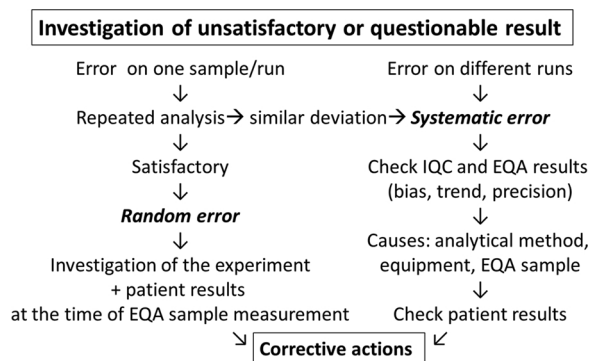 Investigation of unsatisfactory or questionable result
Error on one sample/run
Error on different runs
Repeated analysis→ similar deviation→ Systematic error
Satisfactory
Check IQC and EQA results
(bias, trend, precision)
Random error
Causes: analytical method,
equipment, EQA sample
Investigation of the experiment
+ patient results
at the time of EQA sample measurement
Check patient results
Corrective actions